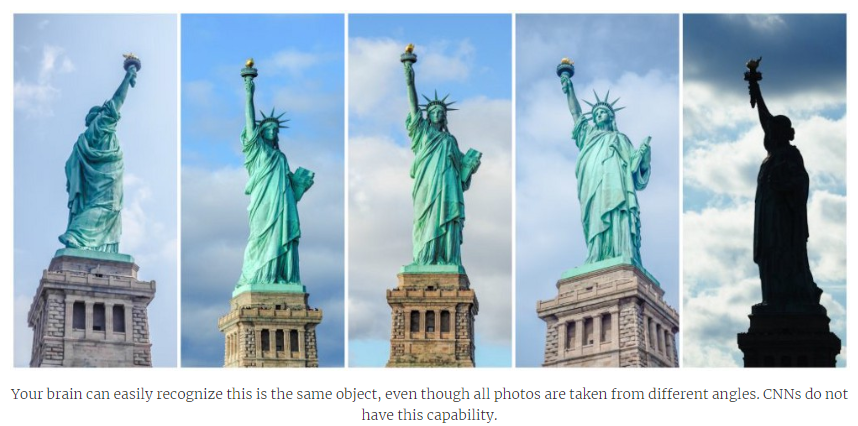 Your brain can easily recognize this is the same object, even though all photos are taken from different angles. CNNs do not
have this capability.